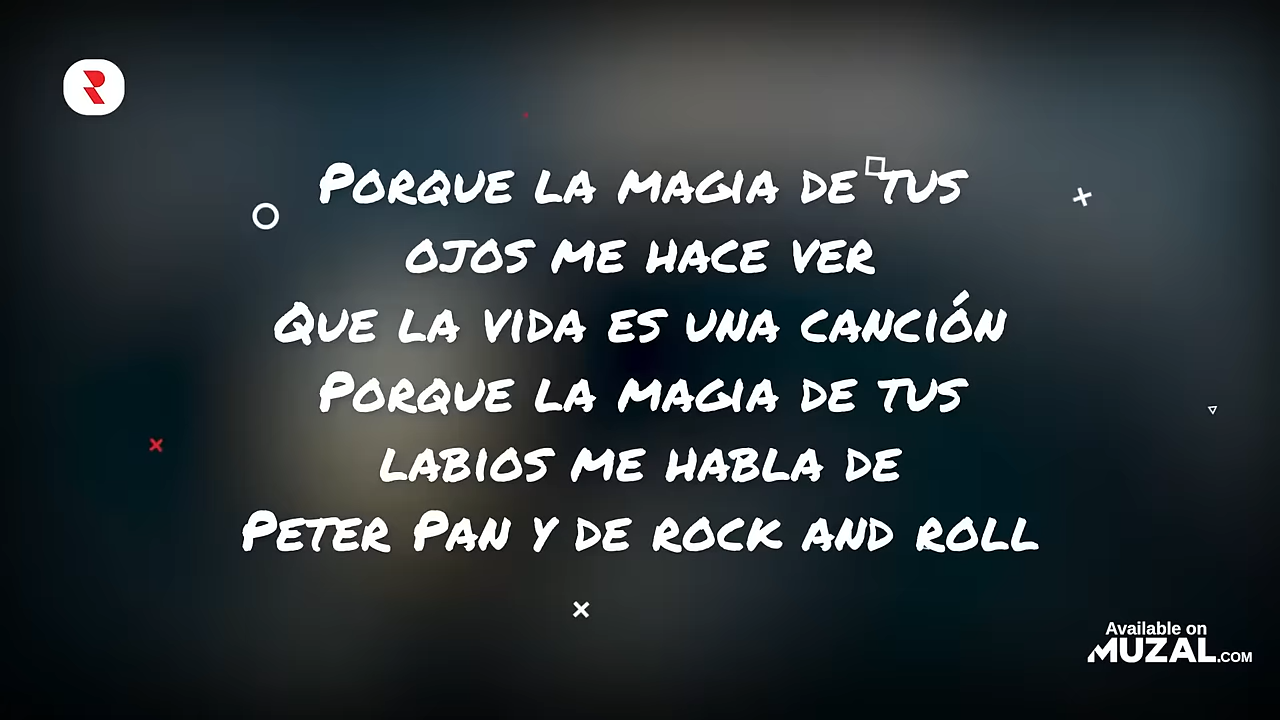 Porque la magia de tus
ojos me hace ver
Que la vida es una canción
Porque la magia de tus
labios me habla de
Peter Pan y de rock and roll
Available on
MUZAL.COM